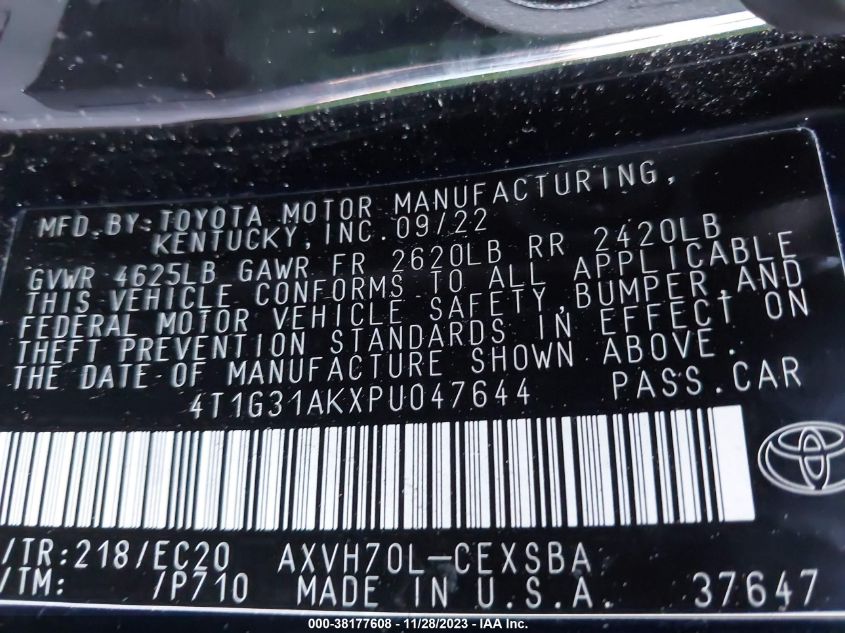 MFD.BY:TOYOTA MOTOR MANUFACTURING,
KENTUCKY,INC.09/22
GVWR 4625LB GAWR FR 2620LB RR 2420LB
THIS VEHICLE CONFORMS TO ALL APPLICABLE
FEDERAL MOTOR VEHICLE SAFETY,BUMPER,AND
THEFT PREVENTION STANDARDS IN EFFECT ON
THE DATE OF MANUFACTURE SHOWN ABOVE.
4T1G31AKXPU047644 PASS.CAR
/TR:218/EC20 AXVH70L-CEXSBA
/TM: /P710 MADE IN U.S.A. 37647
000-38177608 - 11/28/2023 - IAA Inc.